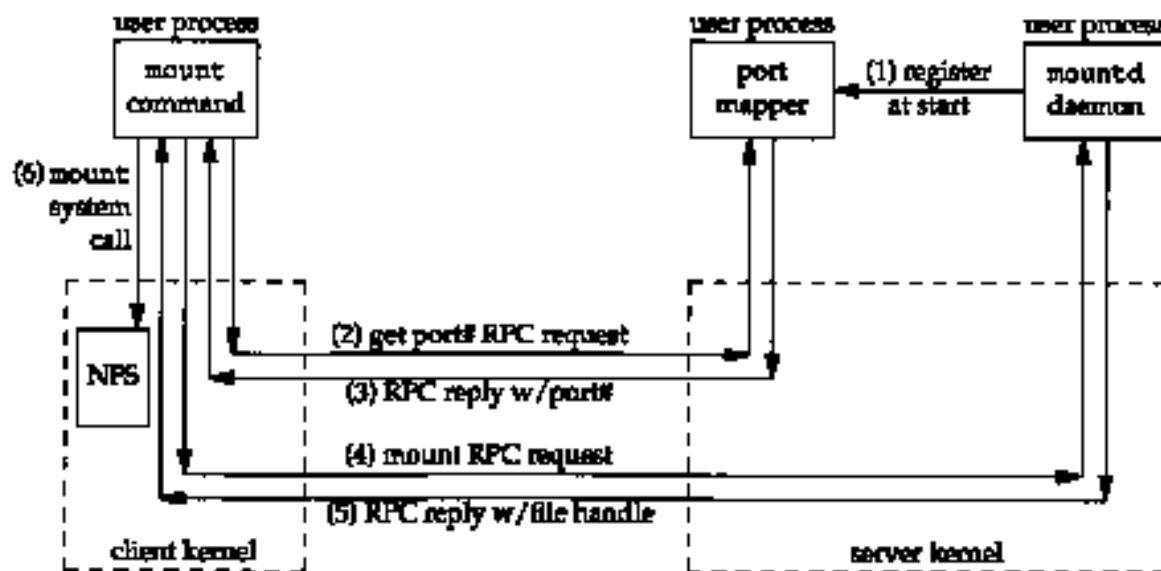 user process
user process
user process
mount
command
port
mapper
(1) register
at start
mountd
daemon
(6) mount
system
call
(2) get port# RPC request
NFS
(3) RPC reply w/port#
(4) mount RPC request
(5) RPC reply w/file handle
client kernel
server kernel